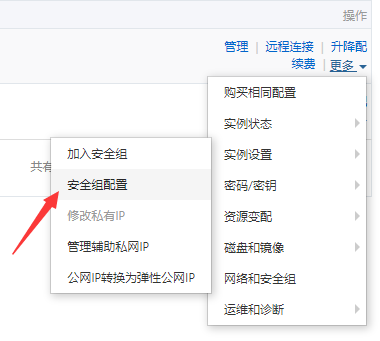 操作
管理 | 远程连接 | 升降配
续费 | 更多
购买相同配置
实例状态
实例设置
密码/密钥
资源变配
磁盘和镜像
网络和安全组
运维和诊断
共有
加入安全组
安全组配置
修改私有IP
管理辅助私网IP
公网IP转换为弹性公网IP